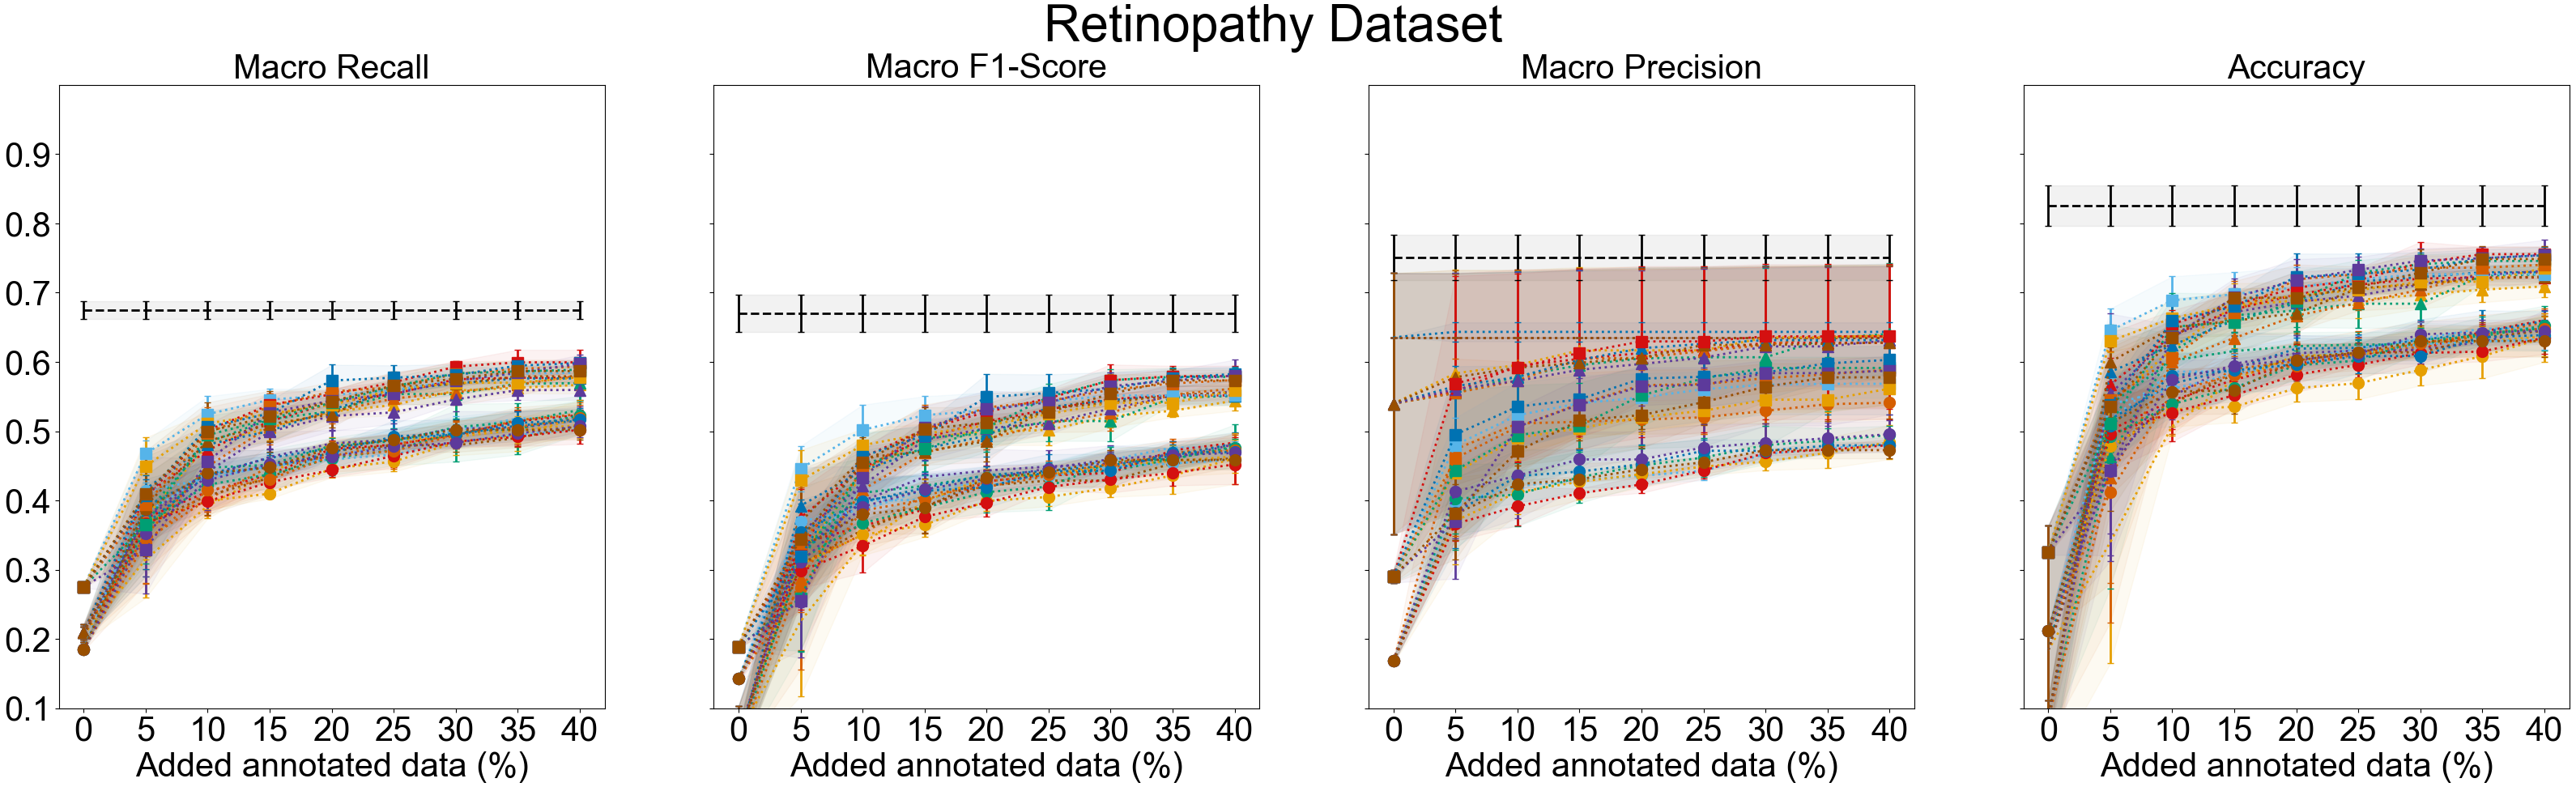 Retinopathy Dataset
Macro Recall
Macro F1-Score
Macro Precision
Accuracy
0.9
0.8
0.7
0.6
0.5
0.4
0.3
0.2
0.1
0 5 10 15 20 25 30 35 40
0 5 10 15 20 25 30 35 40
0 5 10 15 20 25 30 35 40
0 5 10 15 20 25 30 35 40
Added annotated data (%)
Added annotated data (%)
Added annotated data (%)
Added annotated data (%)